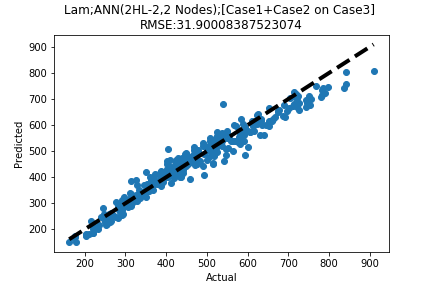 Lam;ANN(2HL-2,2 Nodes);[Case1+Case2 on Case3]
RMSE:31.90008387523074
900
800
700
600
500
400
300
200
Predicted
200 300 400 500 600 700 800 900
Actual